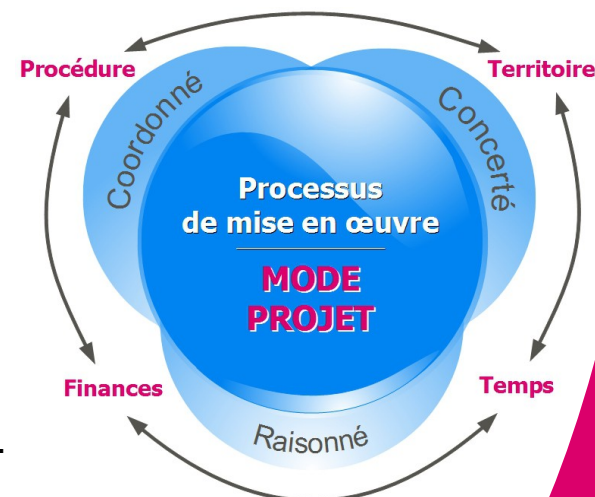 Procédure
Territoire
Coordonné
Concerté
Processus
de mise en œuvre
MODE
PROJET
Finances
Temps
Raisonné
.